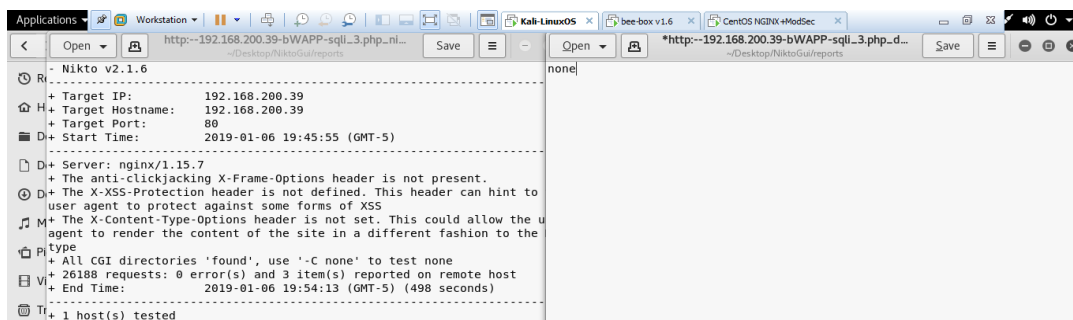 Applications Workstation Kali-LinuxOS bee-box v1.6 CentOS NGINX+ModSec
Open http:--192.168.200.39-bWAPP-sqli_3.php_ni... Save
~/Desktop/NiktoGui/reports
Open *http:--192.168.200.39-bWAPP-sqli_3.php_d... Save
~/Desktop/NiktoGui/reports
- Nikto v2.1.6
---------------------------------------------------------------------------
+ Target IP: 192.168.200.39
+ Target Hostname: 192.168.200.39
+ Target Port: 80
+ Start Time: 2019-01-06 19:45:55 (GMT-5)
---------------------------------------------------------------------------
+ Server: nginx/1.15.7
+ The anti-clickjacking X-Frame-Options header is not present.
+ The X-XSS-Protection header is not defined. This header can hint to
user agent to protect against some forms of XSS
+ The X-Content-Type-Options header is not set. This could allow the u
agent to render the content of the site in a different fashion to the
type
+ All CGI directories 'found', use '-C none' to test none
+ 26188 requests: 0 error(s) and 3 item(s) reported on remote host
+ End Time: 2019-01-06 19:54:13 (GMT-5) (498 seconds)
---------------------------------------------------------------------------
+ 1 host(s) tested
none
R
H
D
D
D
M
Pi
Vi
Tr